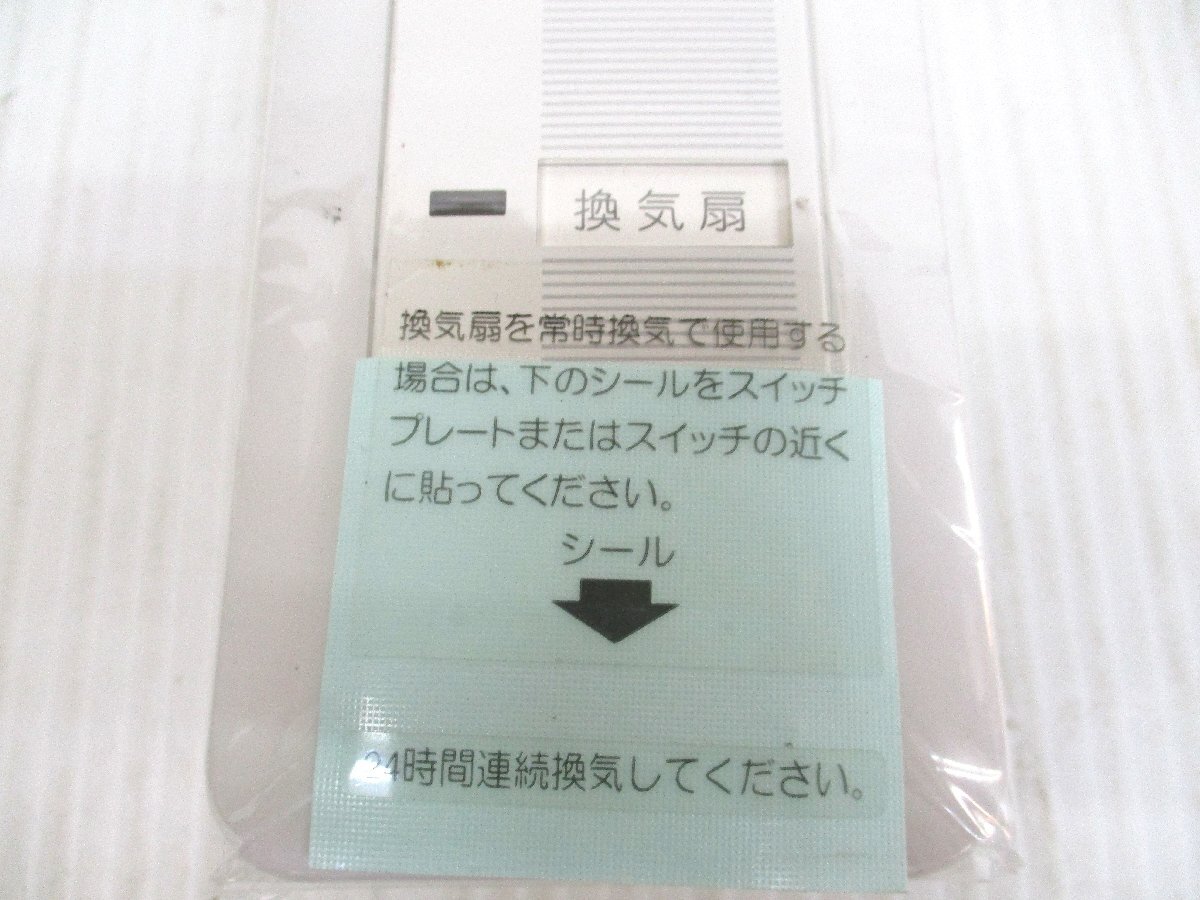 換気扇
換気扇を常時換気で使用する
場合は、下のシールをスイッチ
プレートまたはスイッチの近く
に貼ってください。
シール
24時間連続換気してください。